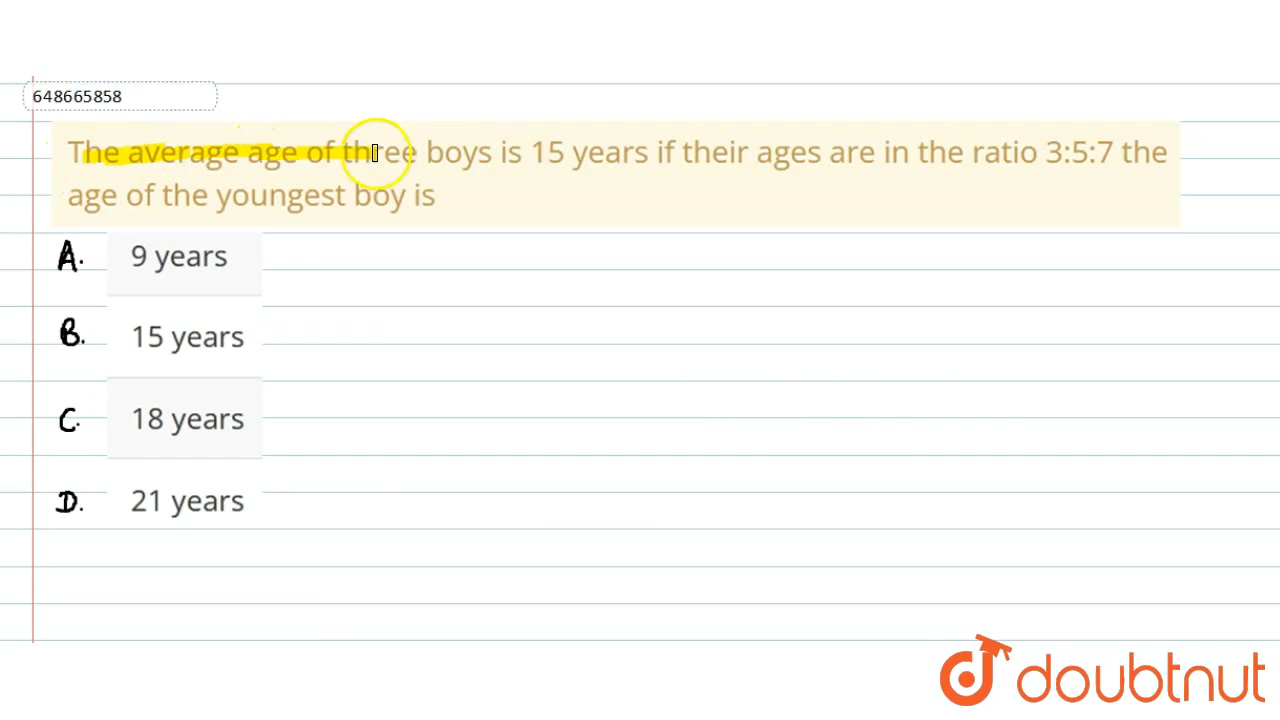 648665858
The average age of three boys is 15 years if their ages are in the ratio 3:5:7 the
age of the youngest boy is
A. 9 years
B. 15 years
C. 18 years
D. 21 years
doubtnut